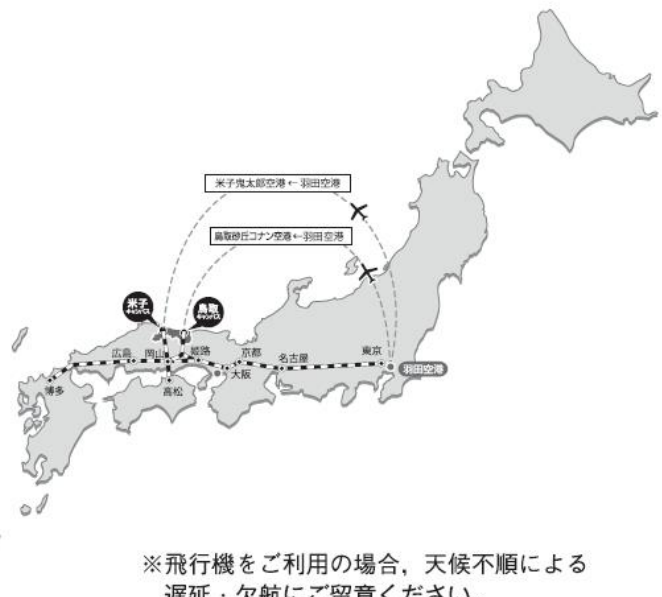 米子鬼太郎空港←羽田空港
鳥取砂丘コナン空港←羽田空港
米子
キャンパス
鳥取
キャンパス
広島
岡山
姫路
京都
名古屋
東京
大阪
羽田空港
博多
高松
※飛行機をご利用の場合，天候不順による
遅延・欠航にご留意ください。